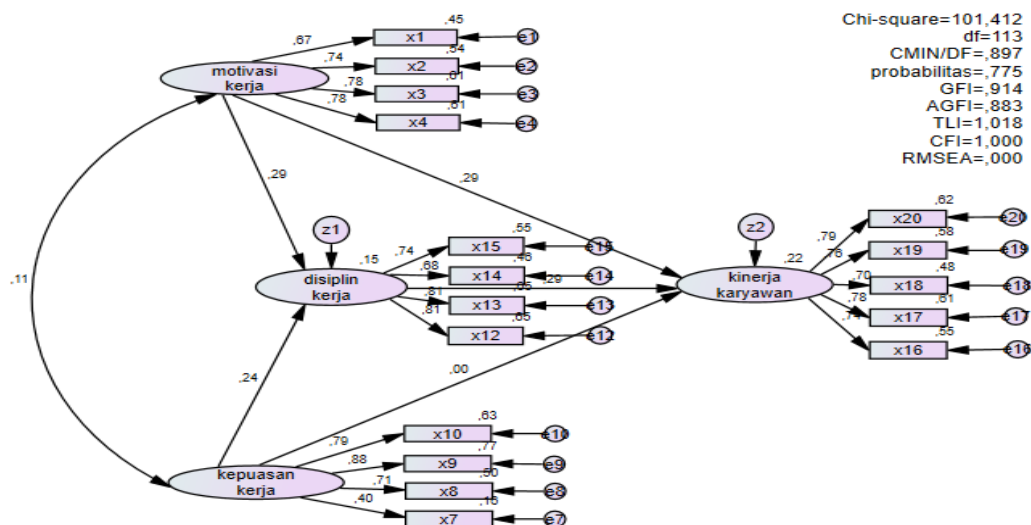 Chi-square=101,412
df=113
CMIN/DF=,897
probabilitas=,775
GFI=,914
AGFI=,883
TLI=1,018
CFI=1,000
RMSEA=,000
,45
,67 x1 e1
,54
,74 x2 e2
motivasi
kerja
,61
,78 x3 e3
,61
,78 x4 e4
,29
,29
,11
z1
z2
,62
,79 x20 e20
,58
,76 x19 e19
,48
,70 x18 e18
,61
,78 x17 e17
,55
x16 e16
,22
kinerja
karyawan
,15
disiplin
kerja
,55
,74 x15 e15
,46
,68 x14 e14
,29
,65
,81 x13 e13
,65
,81 x12 e12
,24
,00
,63
,79 x10 e10
,77
,88 x9 e9
kepuasan
kerja
,50
,71 x8 e8
,40 x7 e7